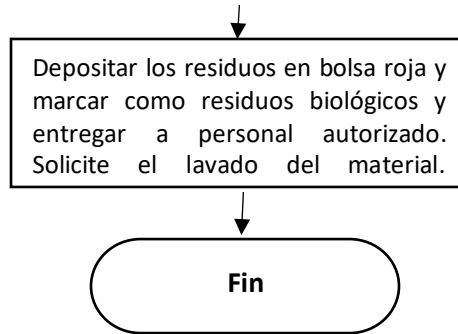 Depositar los residuos en bolsa roja y
marcar como residuos biológicos y
entregar a personal autorizado.
Solicite el lavado del material.
Fin